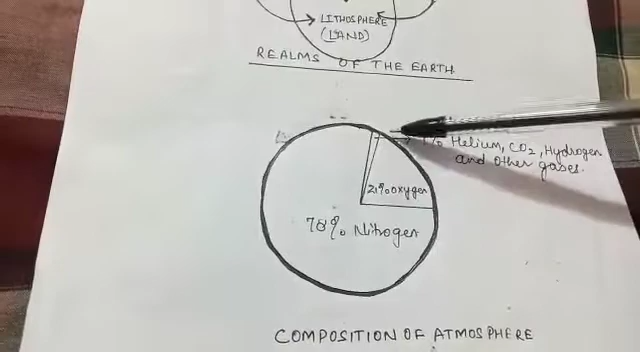 LITHOSPHERE
(LAND)
REALMS OF THE EARTH
1% Helium, CO2, Hydrogen
and other gases.
21% oxygen
78% Nitrogen
COMPOSITION OF ATMOSPHERE